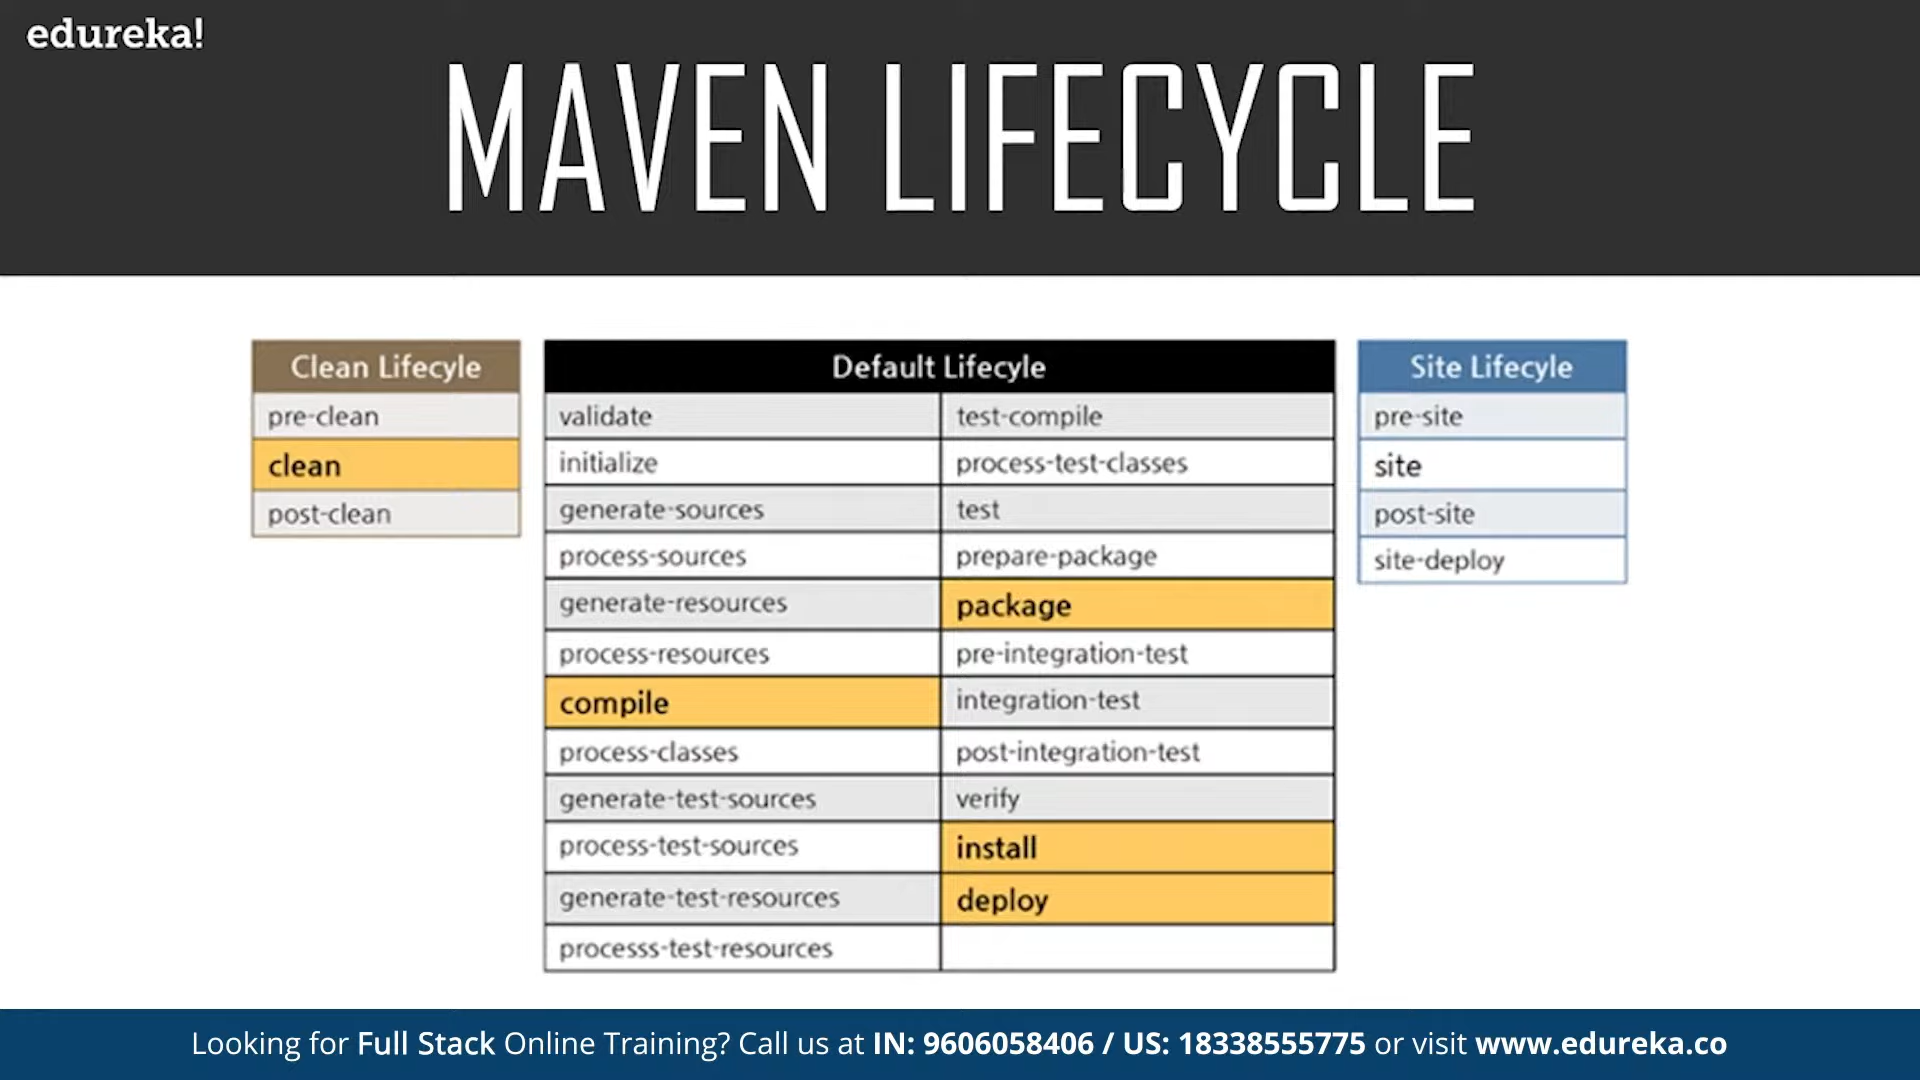 edureka!
MAVEN LIFECYCLE
Clean Lifecyle
pre-clean
clean
post-clean
Default Lifecyle
validate
initialize
generate-sources
process-sources
generate-resources
process-resources
compile
process-classes
generate-test-sources
process-test-sources
generate-test-resources
processs-test-resources
test-compile
process-test-classes
test
prepare-package
package
pre-integration-test
integration-test
post-integration-test
verify
install
deploy
Site Lifecyle
pre-site
site
post-site
site-deploy
Looking for Full Stack Online Training? Call us at IN: 9606058406 / US: 18338555775 or visit www.edureka.co